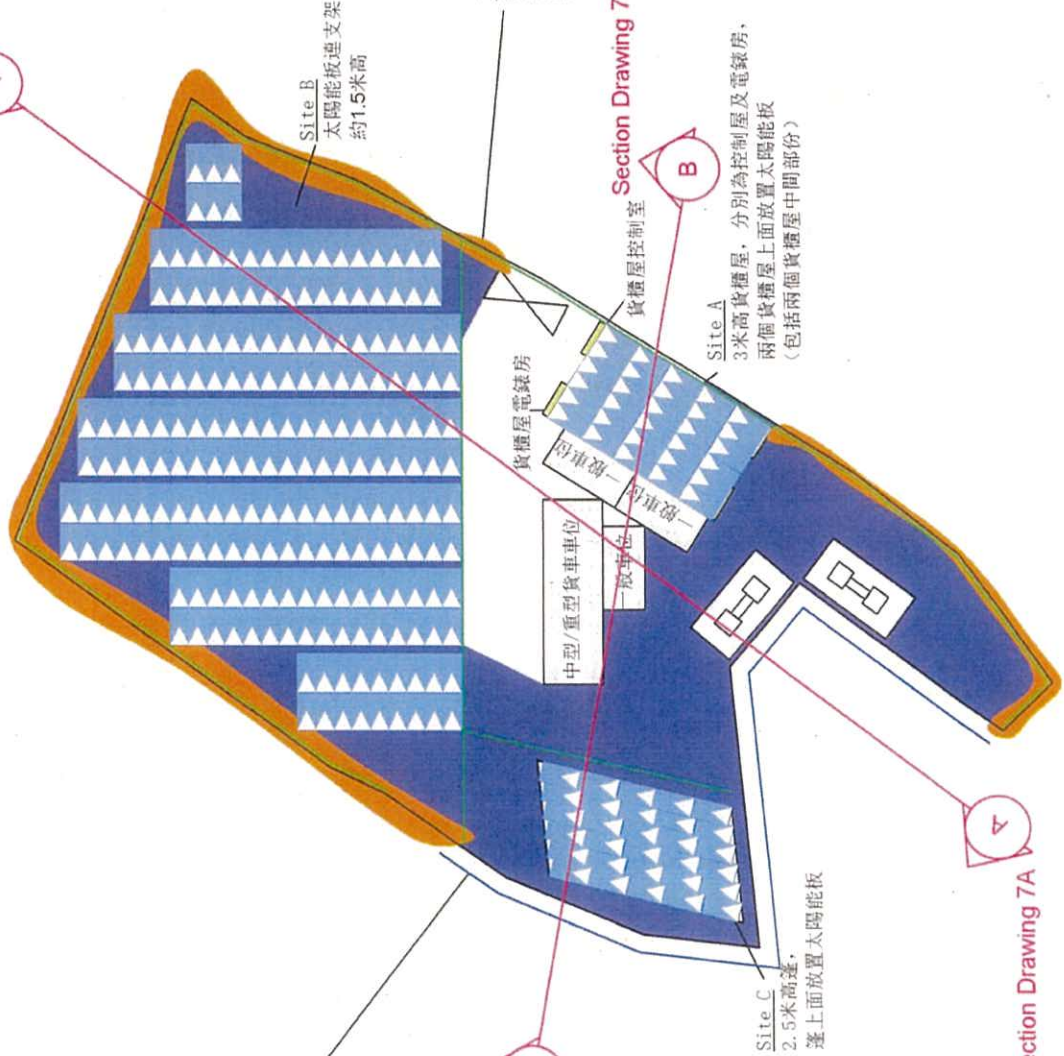 Site B
太陽能板連支架
約1.5米高
Section Drawing 7
B
貨櫃屋控制室
貨櫃屋電錶房
Site A
3米高貨櫃屋，分別為控制屋及電錶房，
兩個貨櫃屋上面放置太陽能板
（包括兩個貨櫃屋中間部份）
一般車位
一般車位
中型/重型貨車車位
一般車位
Site C
2.5米高篷，
篷上面放置太陽能板
A
ection Drawing 7A